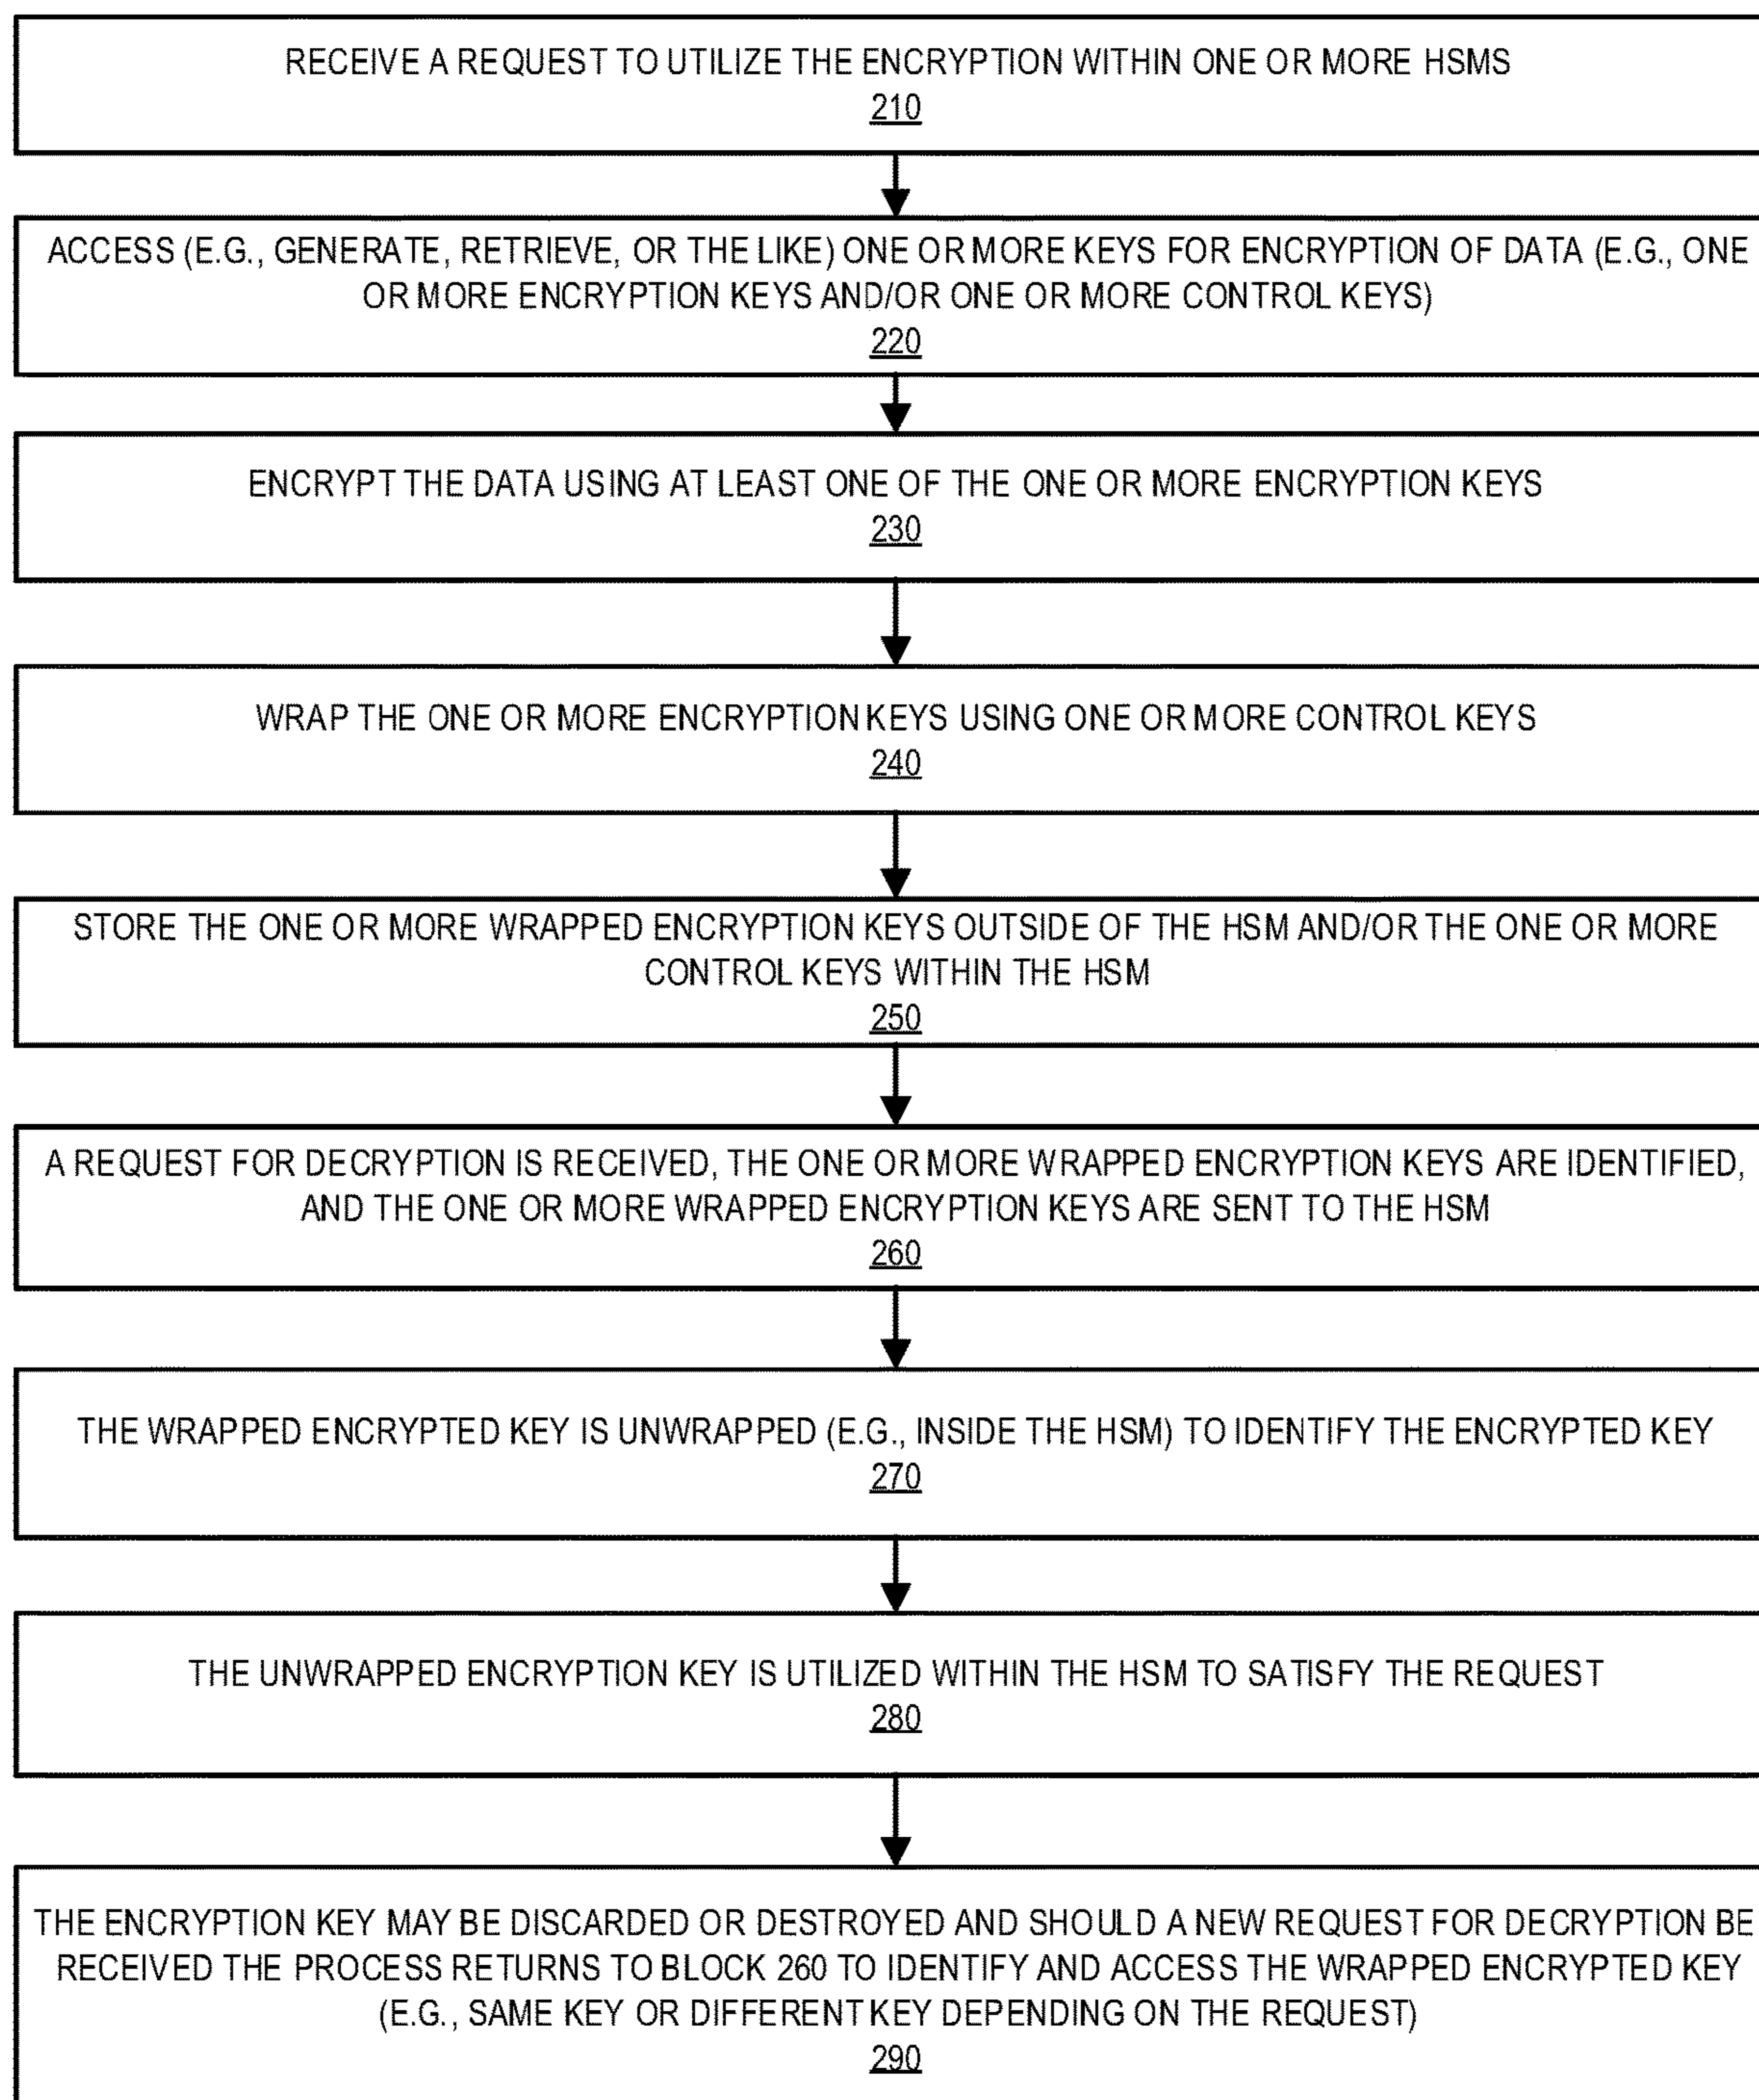 RECEIVE A REQUEST TO UTILIZE THE ENCRYPTION WITHIN ONE OR MORE HSMS
210
ACCESS (E.G., GENERATE, RETRIEVE, OR THE LIKE) ONE OR MORE KEYS FOR ENCRYPTION OF DATA (E.G., ONE
OR MORE ENCRYPTION KEYS AND/OR ONE OR MORE CONTROL KEYS)
220
ENCRYPT THE DATA USING AT LEAST ONE OF THE ONE OR MORE ENCRYPTION KEYS
230
WRAP THE ONE OR MORE ENCRYPTION KEYS USING ONE OR MORE CONTROL KEYS
240
STORE THE ONE OR MORE WRAPPED ENCRYPTION KEYS OUTSIDE OF THE HSM AND/OR THE ONE OR MORE
CONTROL KEYS WITHIN THE HSM
250
A REQUEST FOR DECRYPTION IS RECEIVED, THE ONE OR MORE WRAPPED ENCRYPTION KEYS ARE IDENTIFIED,
AND THE ONE OR MORE WRAPPED ENCRYPTION KEYS ARE SENT TO THE HSM
260
THE WRAPPED ENCRYPTED KEY IS UNWRAPPED (E.G., INSIDE THE HSM) TO IDENTIFY THE ENCRYPTED KEY
270
THE UNWRAPPED ENCRYPTION KEY IS UTILIZED WITHIN THE HSM TO SATISFY THE REQUEST
280
THE ENCRYPTION KEY MAY BE DISCARDED OR DESTROYED AND SHOULD A NEW REQUEST FOR DECRYPTION BE
RECEIVED THE PROCESS RETURNS TO BLOCK 260 TO IDENTIFY AND ACCESS THE WRAPPED ENCRYPTED KEY
(E.G., SAME KEY OR DIFFERENT KEY DEPENDING ON THE REQUEST)
290